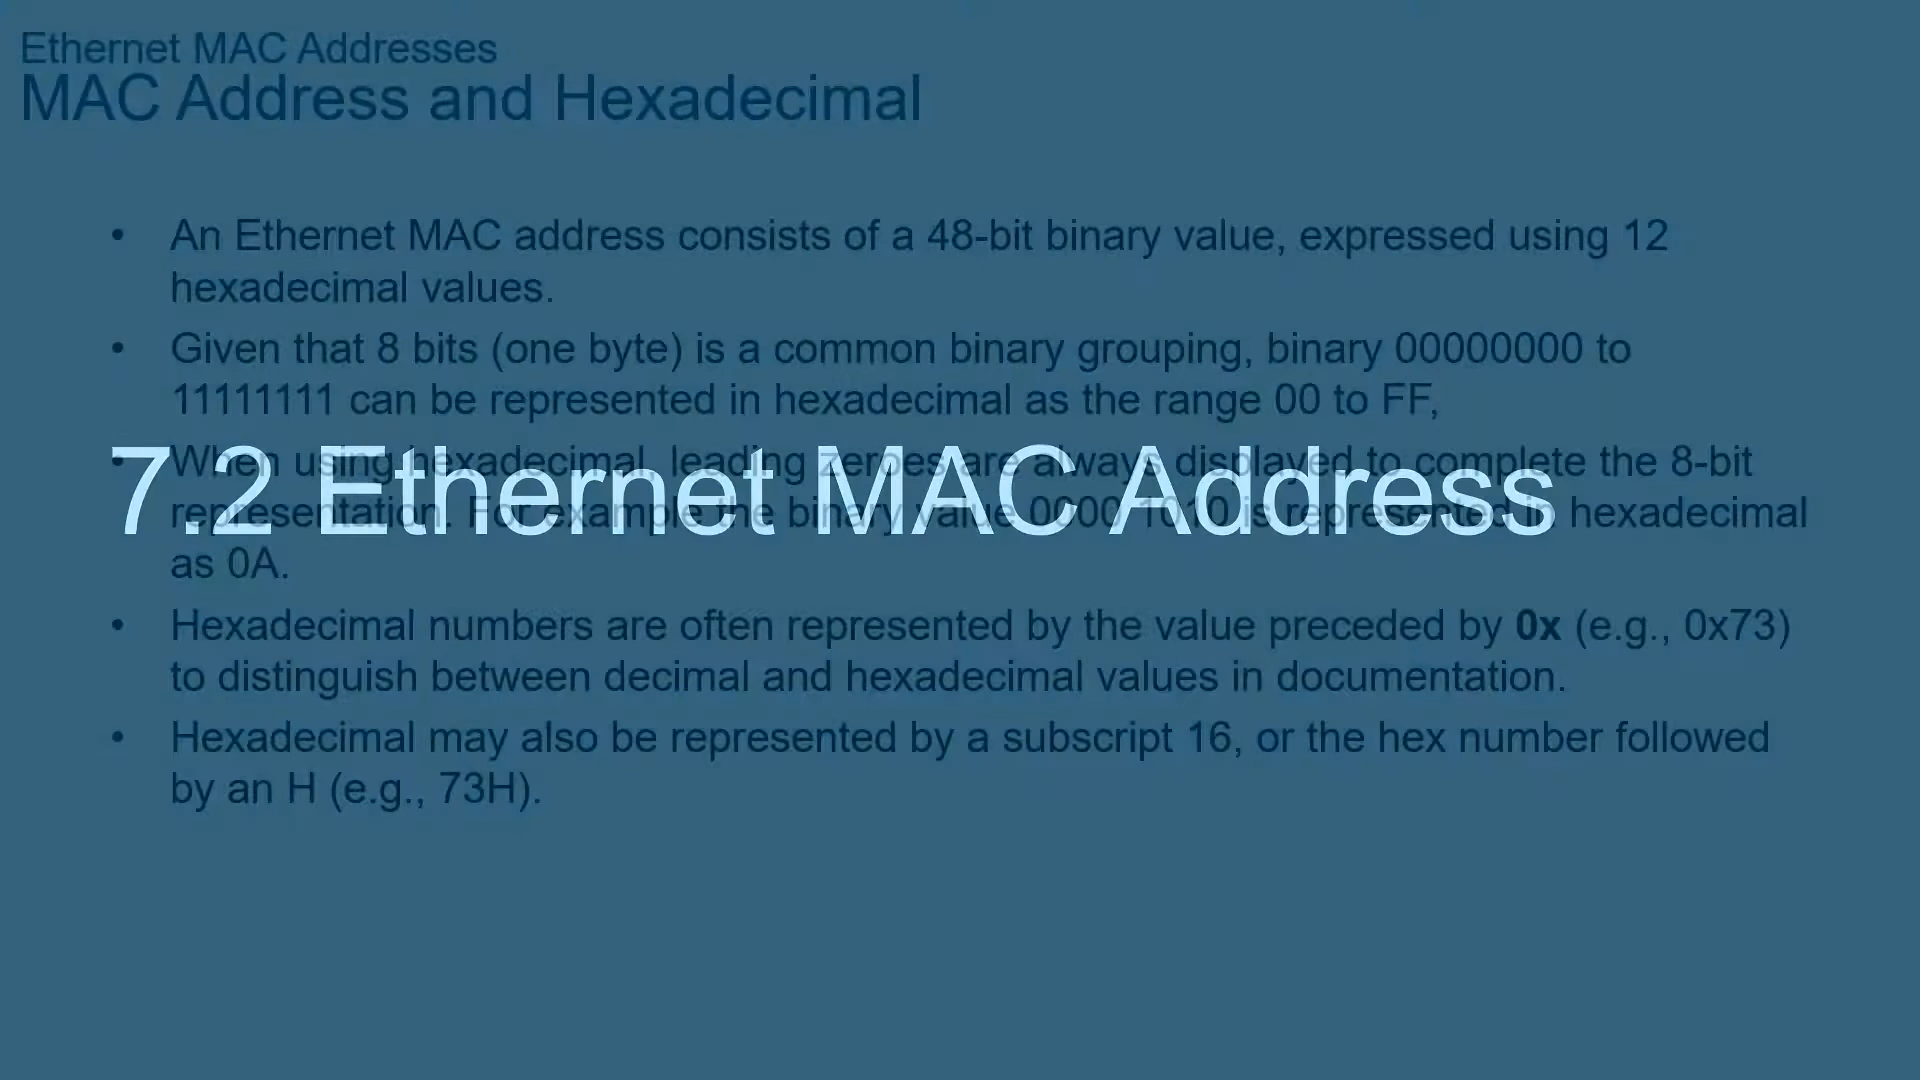 Ethernet MAC Addresses
MAC Address and Hexadecimal
• An Ethernet MAC address consists of a 48-bit binary value, expressed using 12
hexadecimal values.
• Given that 8 bits (one byte) is a common binary grouping, binary 00000000 to
11111111 can be represented in hexadecimal as the range 00 to FF,
• When using hexadecimal, leading zeroes are always displayed to complete the 8-bit
representation. For example the binary value 0000 1010 is represented in hexadecimal
as 0A.
7.2 Ethernet MAC Address
• Hexadecimal numbers are often represented by the value preceded by 0x (e.g., 0x73)
to distinguish between decimal and hexadecimal values in documentation.
• Hexadecimal may also be represented by a subscript 16, or the hex number followed
by an H (e.g., 73H).